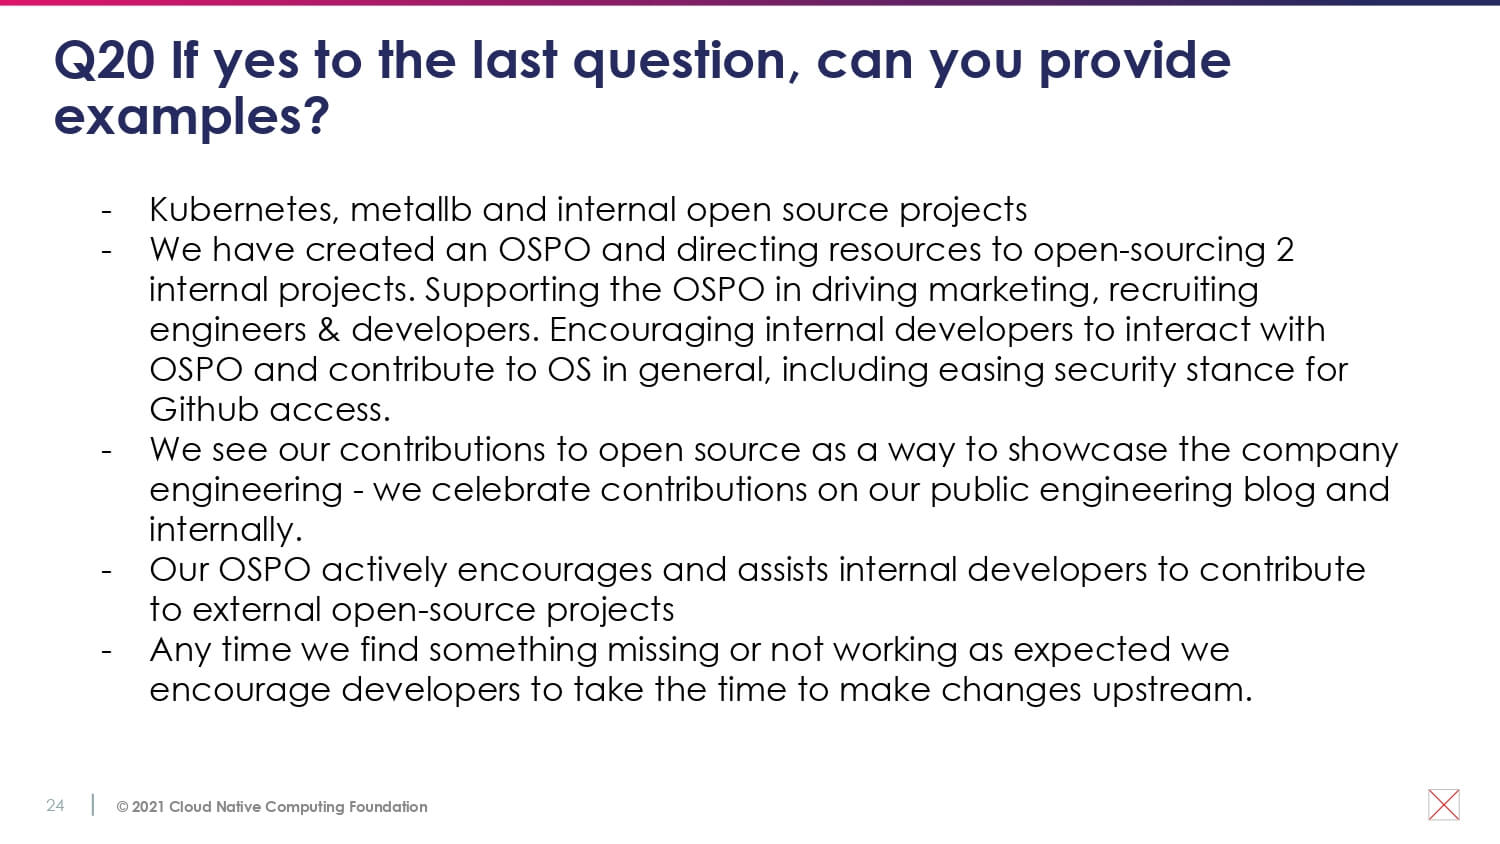 Q20 If yes to the last question, can you provide
examples?
- Kubernetes, metallb and internal open source projects
- We have created an OSPO and directing resources to open-sourcing 2
internal projects. Supporting the OSPO in driving marketing, recruiting
engineers & developers. Encouraging internal developers to interact with
OSPO and contribute to OS in general, including easing security stance for
Github access.
- We see our contributions to open source as a way to showcase the company
engineering - we celebrate contributions on our public engineering blog and
internally.
- Our OSPO actively encourages and assists internal developers to contribute
to external open-source projects
- Any time we find something missing or not working as expected we
encourage developers to take the time to make changes upstream.
24 | © 2021 Cloud Native Computing Foundation